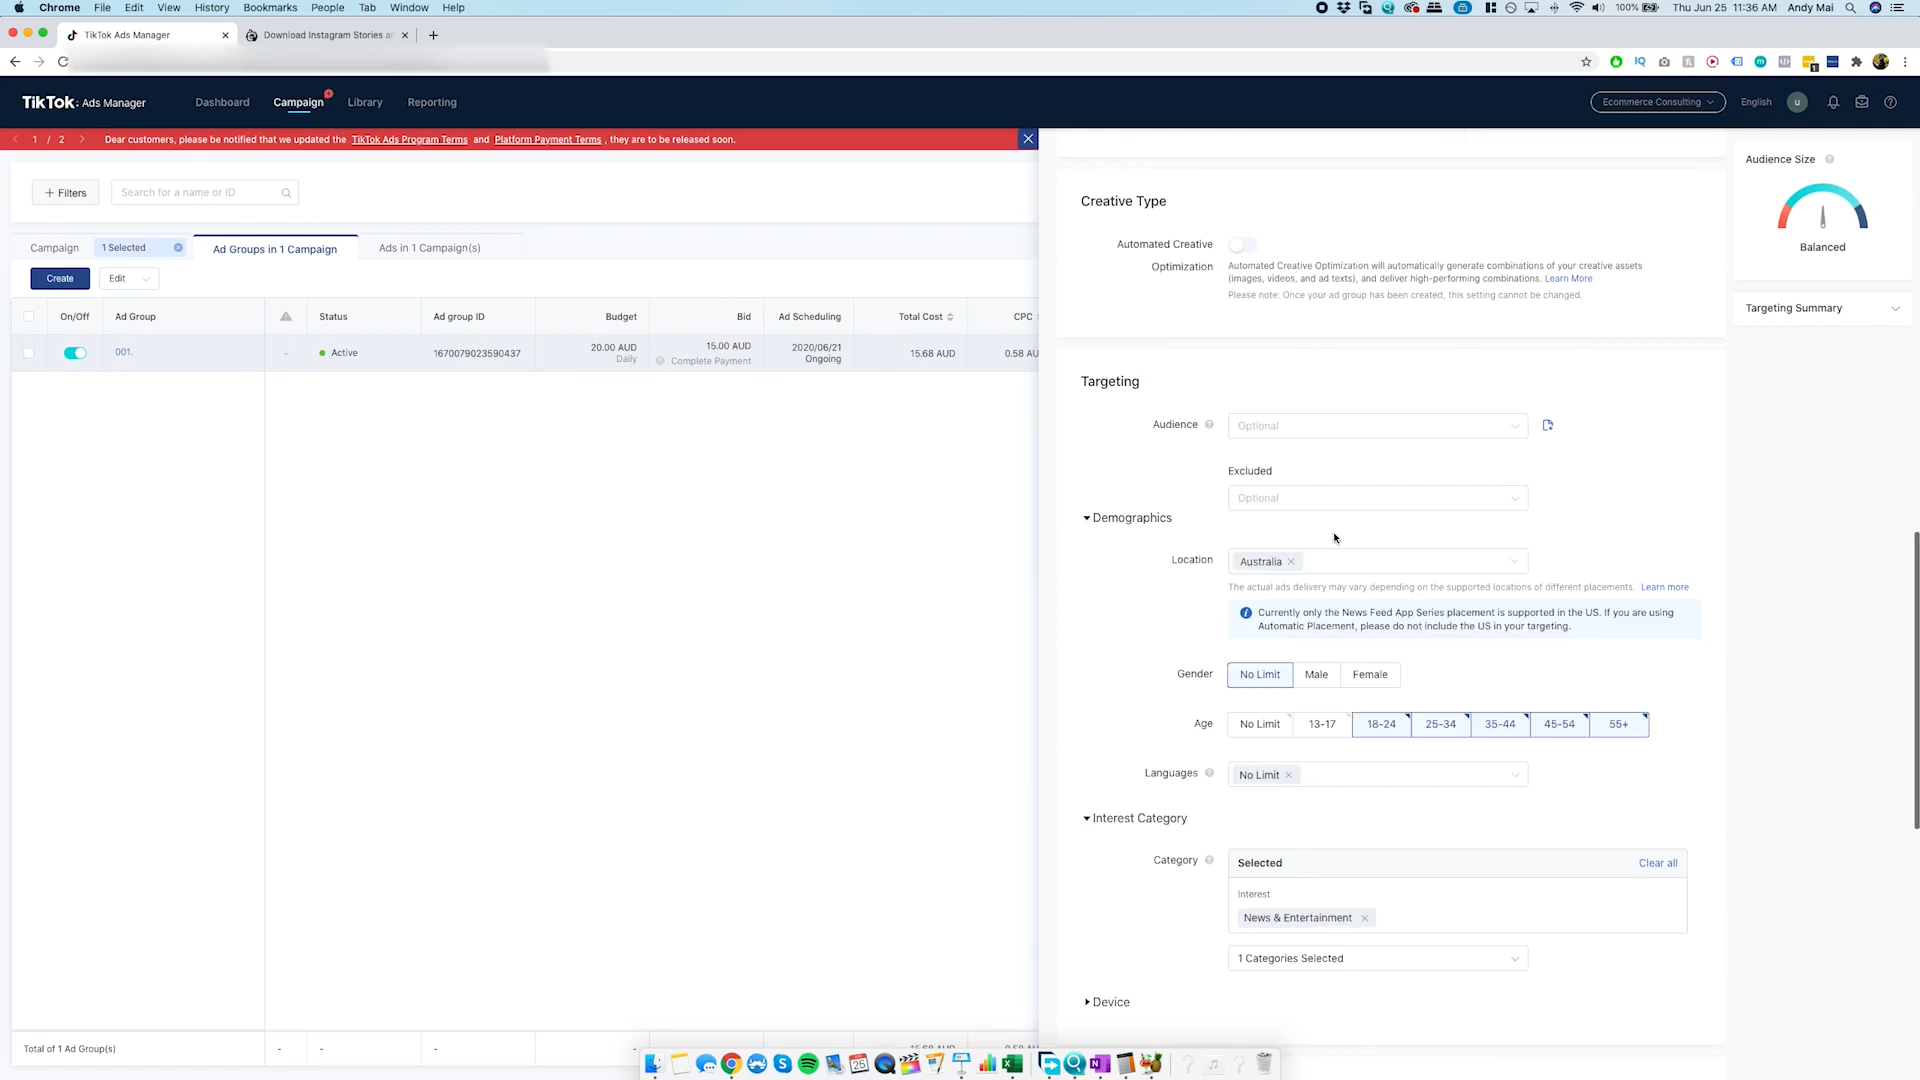 Chrome File Edit View History Bookmarks People Tab Window Help
100% Thu Jun 25 11:36 AM Andy Mai
TikTok Ads Manager
Download Instagram Stories a
TikTok: Ads Manager Dashboard Campaign Library Reporting
Ecommerce Consulting English u
1 / 2 Dear customers, please be notified that we updated the TikTok Ads Program Terms and Platform Payment Terms , they are to be released soon.
+ Filters Search for a name or ID
Campaign 1 Selected Ad Groups in 1 Campaign Ads in 1 Campaign(s)
Create Edit
On/Off Ad Group Status Ad group ID Budget Bid Ad Scheduling Total Cost CPC
001. - Active 1670079023590437 20.00 AUD Daily 15.00 AUD Complete Payment 2020/06/21 Ongoing 15.68 AUD 0.58 AU
Total of 1 Ad Group(s) - - - - 15.68 AUD 0.58 AU
Creative Type
Automated Creative Optimization
Automated Creative Optimization will automatically generate combinations of your creative assets
(images, videos, and ad texts), and deliver high-performing combinations. Learn More
Please note: Once your ad group has been created, this setting cannot be changed.
Targeting
Audience Optional
Excluded
Optional
Demographics
Location Australia
The actual ads delivery may vary depending on the supported locations of different placements. Learn more
Currently only the News Feed App Series placement is supported in the US. If you are using
Automatic Placement, please do not include the US in your targeting.
Gender No Limit Male Female
Age No Limit 13-17 18-24 25-34 35-44 45-54 55+
Languages No Limit
Interest Category
Category Selected Clear all
Interest
News & Entertainment
1 Categories Selected
Device
Audience Size
Balanced
Targeting Summary